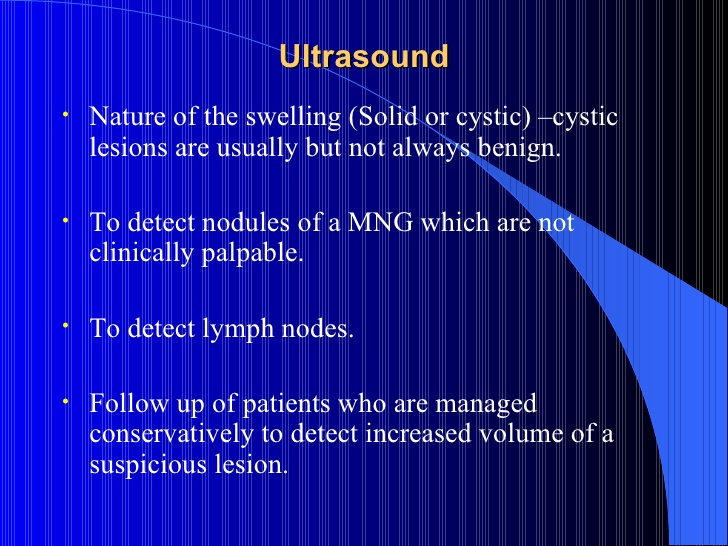 Ultrasound
• Nature of the swelling (Solid or cystic) –cystic
lesions are usually but not always benign.
• To detect nodules of a MNG which are not
clinically palpable.
• To detect lymph nodes.
• Follow up of patients who are managed
conservatively to detect increased volume of a
suspicious lesion.